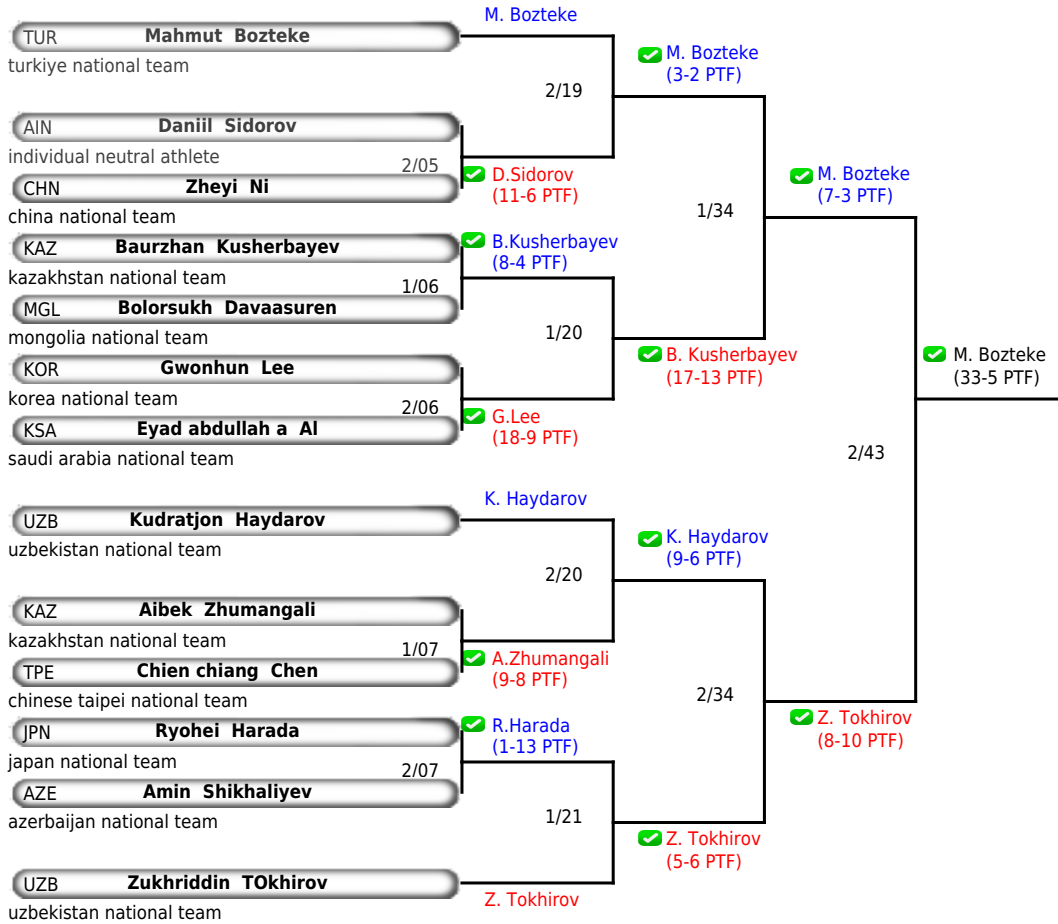 M. Bozteke
TUR Mahmut Bozteke
turkiye national team
M. Bozteke
(3-2 PTF)
2/19
AIN Daniil Sidorov
individual neutral athlete
2/05
D.Sidorov
(11-6 PTF)
CHN Zheyi Ni
china national team
M. Bozteke
(7-3 PTF)
1/34
KAZ Baurzhan Kusherbayev
kazakhstan national team
B.Kusherbayev
(8-4 PTF)
1/06
MGL Bolorsukh Davaasuren
mongolia national team
1/20
B. Kusherbayev
(17-13 PTF)
KOR Gwonhun Lee
korea national team
2/06
G.Lee
(18-9 PTF)
KSA Eyad abdullah a Al
saudi arabia national team
M. Bozteke
(33-5 PTF)
2/43
K. Haydarov
UZB Kudratjon Haydarov
uzbekistan national team
K. Haydarov
(9-6 PTF)
2/20
KAZ Aibek Zhumangali
kazakhstan national team
1/07
A.Zhumangali
(9-8 PTF)
TPE Chien chiang Chen
chinese taipei national team
2/34
Z. Tokhirov
(8-10 PTF)
JPN Ryohei Harada
japan national team
R.Harada
(1-13 PTF)
2/07
AZE Amin Shikhaliyev
azerbaijan national team
1/21
Z. Tokhirov
(5-6 PTF)
UZB Zukhriddin TOkhirov
uzbekistan national team
Z. Tokhirov